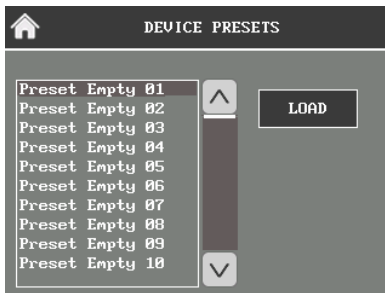 DEVICE PRESETS
Preset Empty 01
Preset Empty 02
Preset Empty 03
Preset Empty 04
Preset Empty 05
Preset Empty 06
Preset Empty 07
Preset Empty 08
Preset Empty 09
Preset Empty 10
LOAD